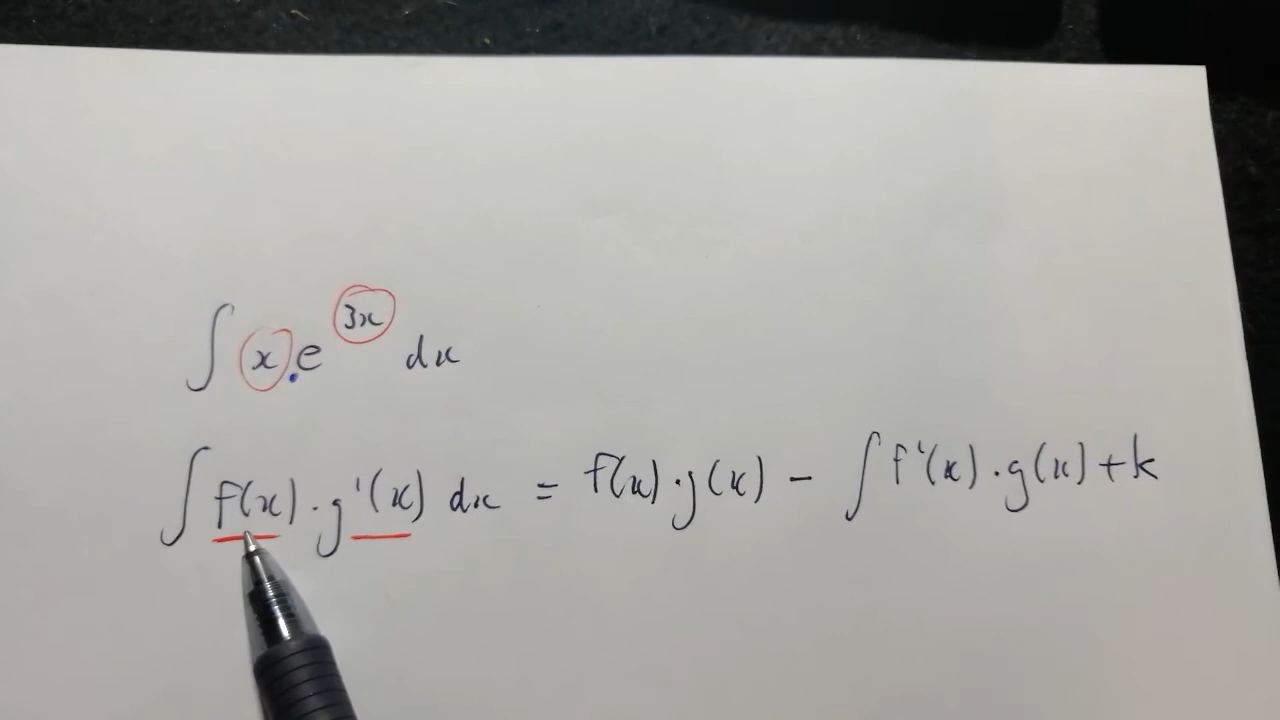 ∫ x.e^{3x} dx
∫ f(x) · g'(x) dx = f(x) · g(x) - ∫ f'(x) · g(x) + k